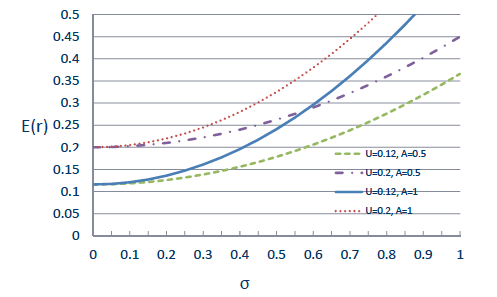 0.5
0.45
0.4
0.35
0.3
E(r) 0.25
0.2
0.15
0.1
0.05
0
U=0.12, A=0.5
U=0.2, A=0.5
U=0.12, A=1
U=0.2, A=1
0 0.1 0.2 0.3 0.4 0.5 0.6 0.7 0.8 0.9 1
σ